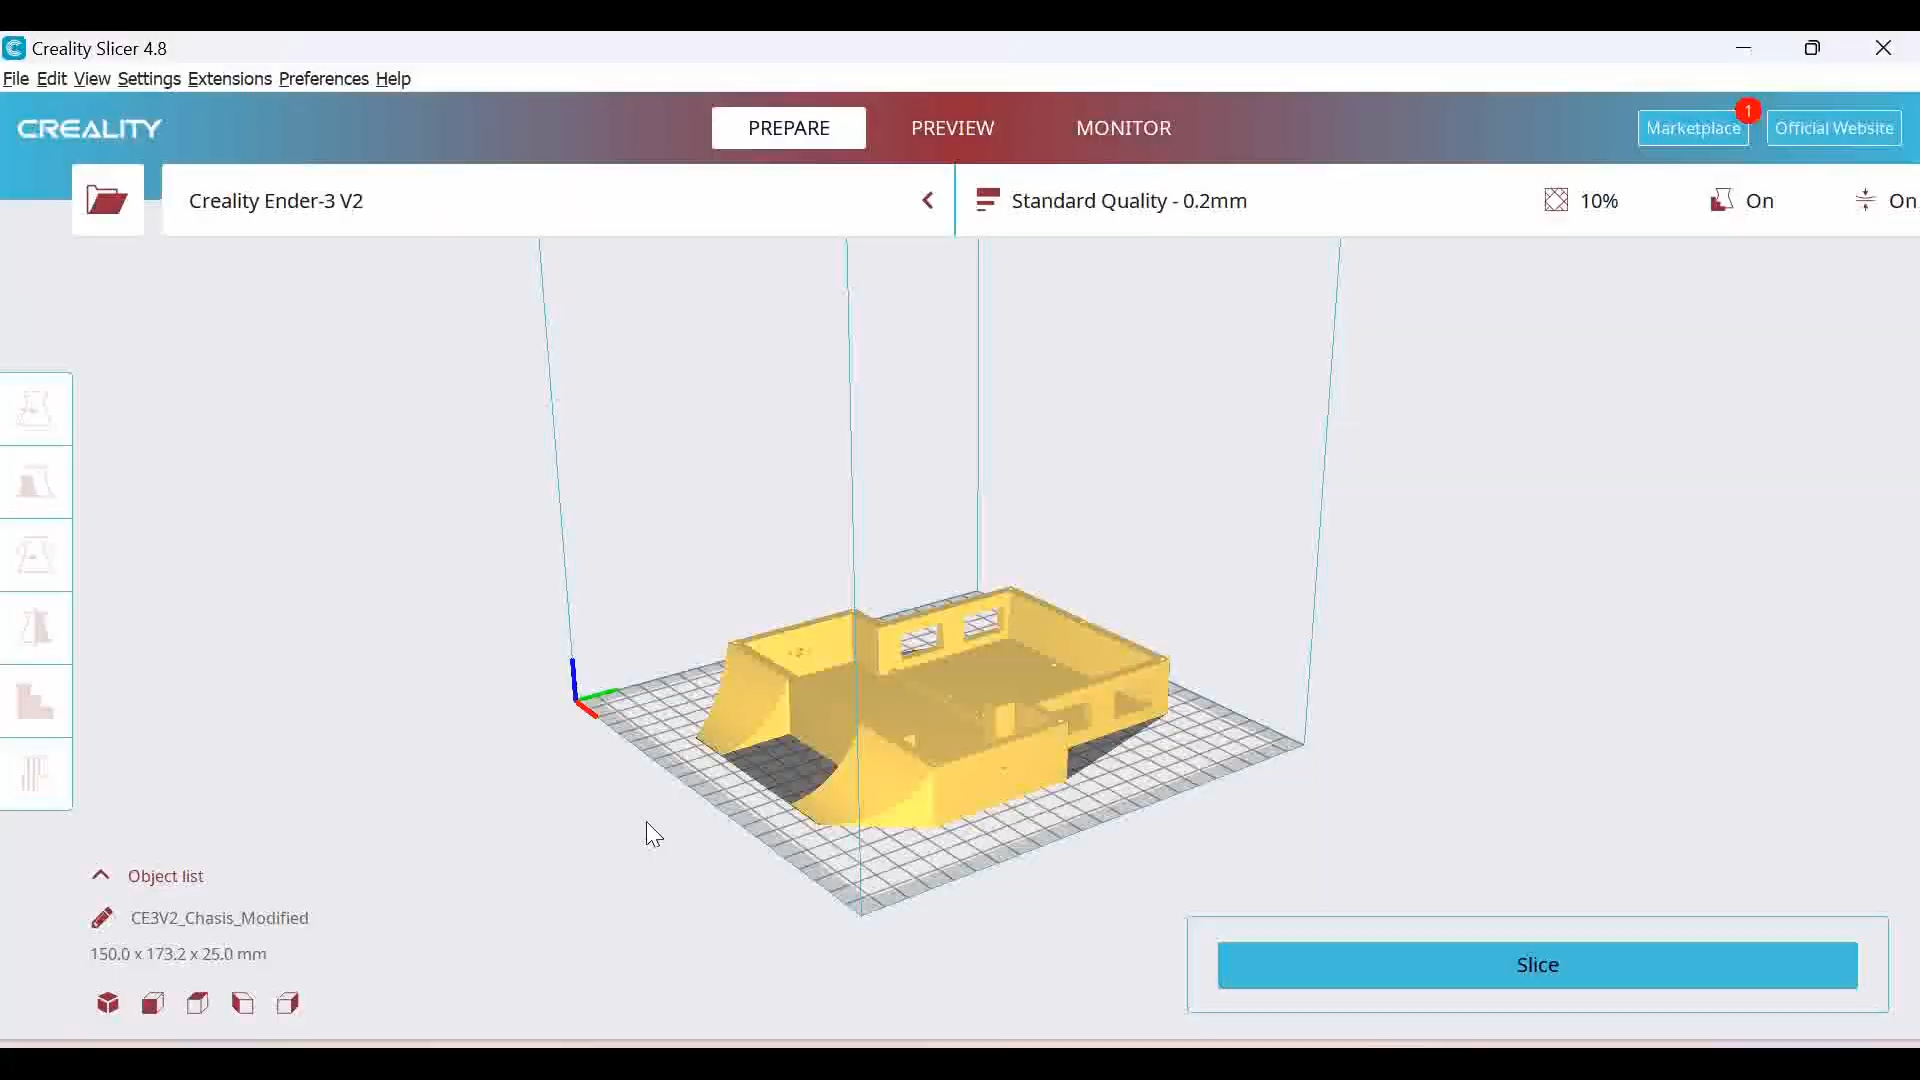 Creality Slicer 4.8
File Edit View Settings Extensions Preferences Help
CREALITY
PREPARE
PREVIEW
MONITOR
Marketplace
1
Official Website
Creality Ender-3 V2
Standard Quality - 0.2mm
10%
On
On
Object list
CE3V2_Chasis_Modified
150.0 x 173.2 x 25.0 mm
Slice